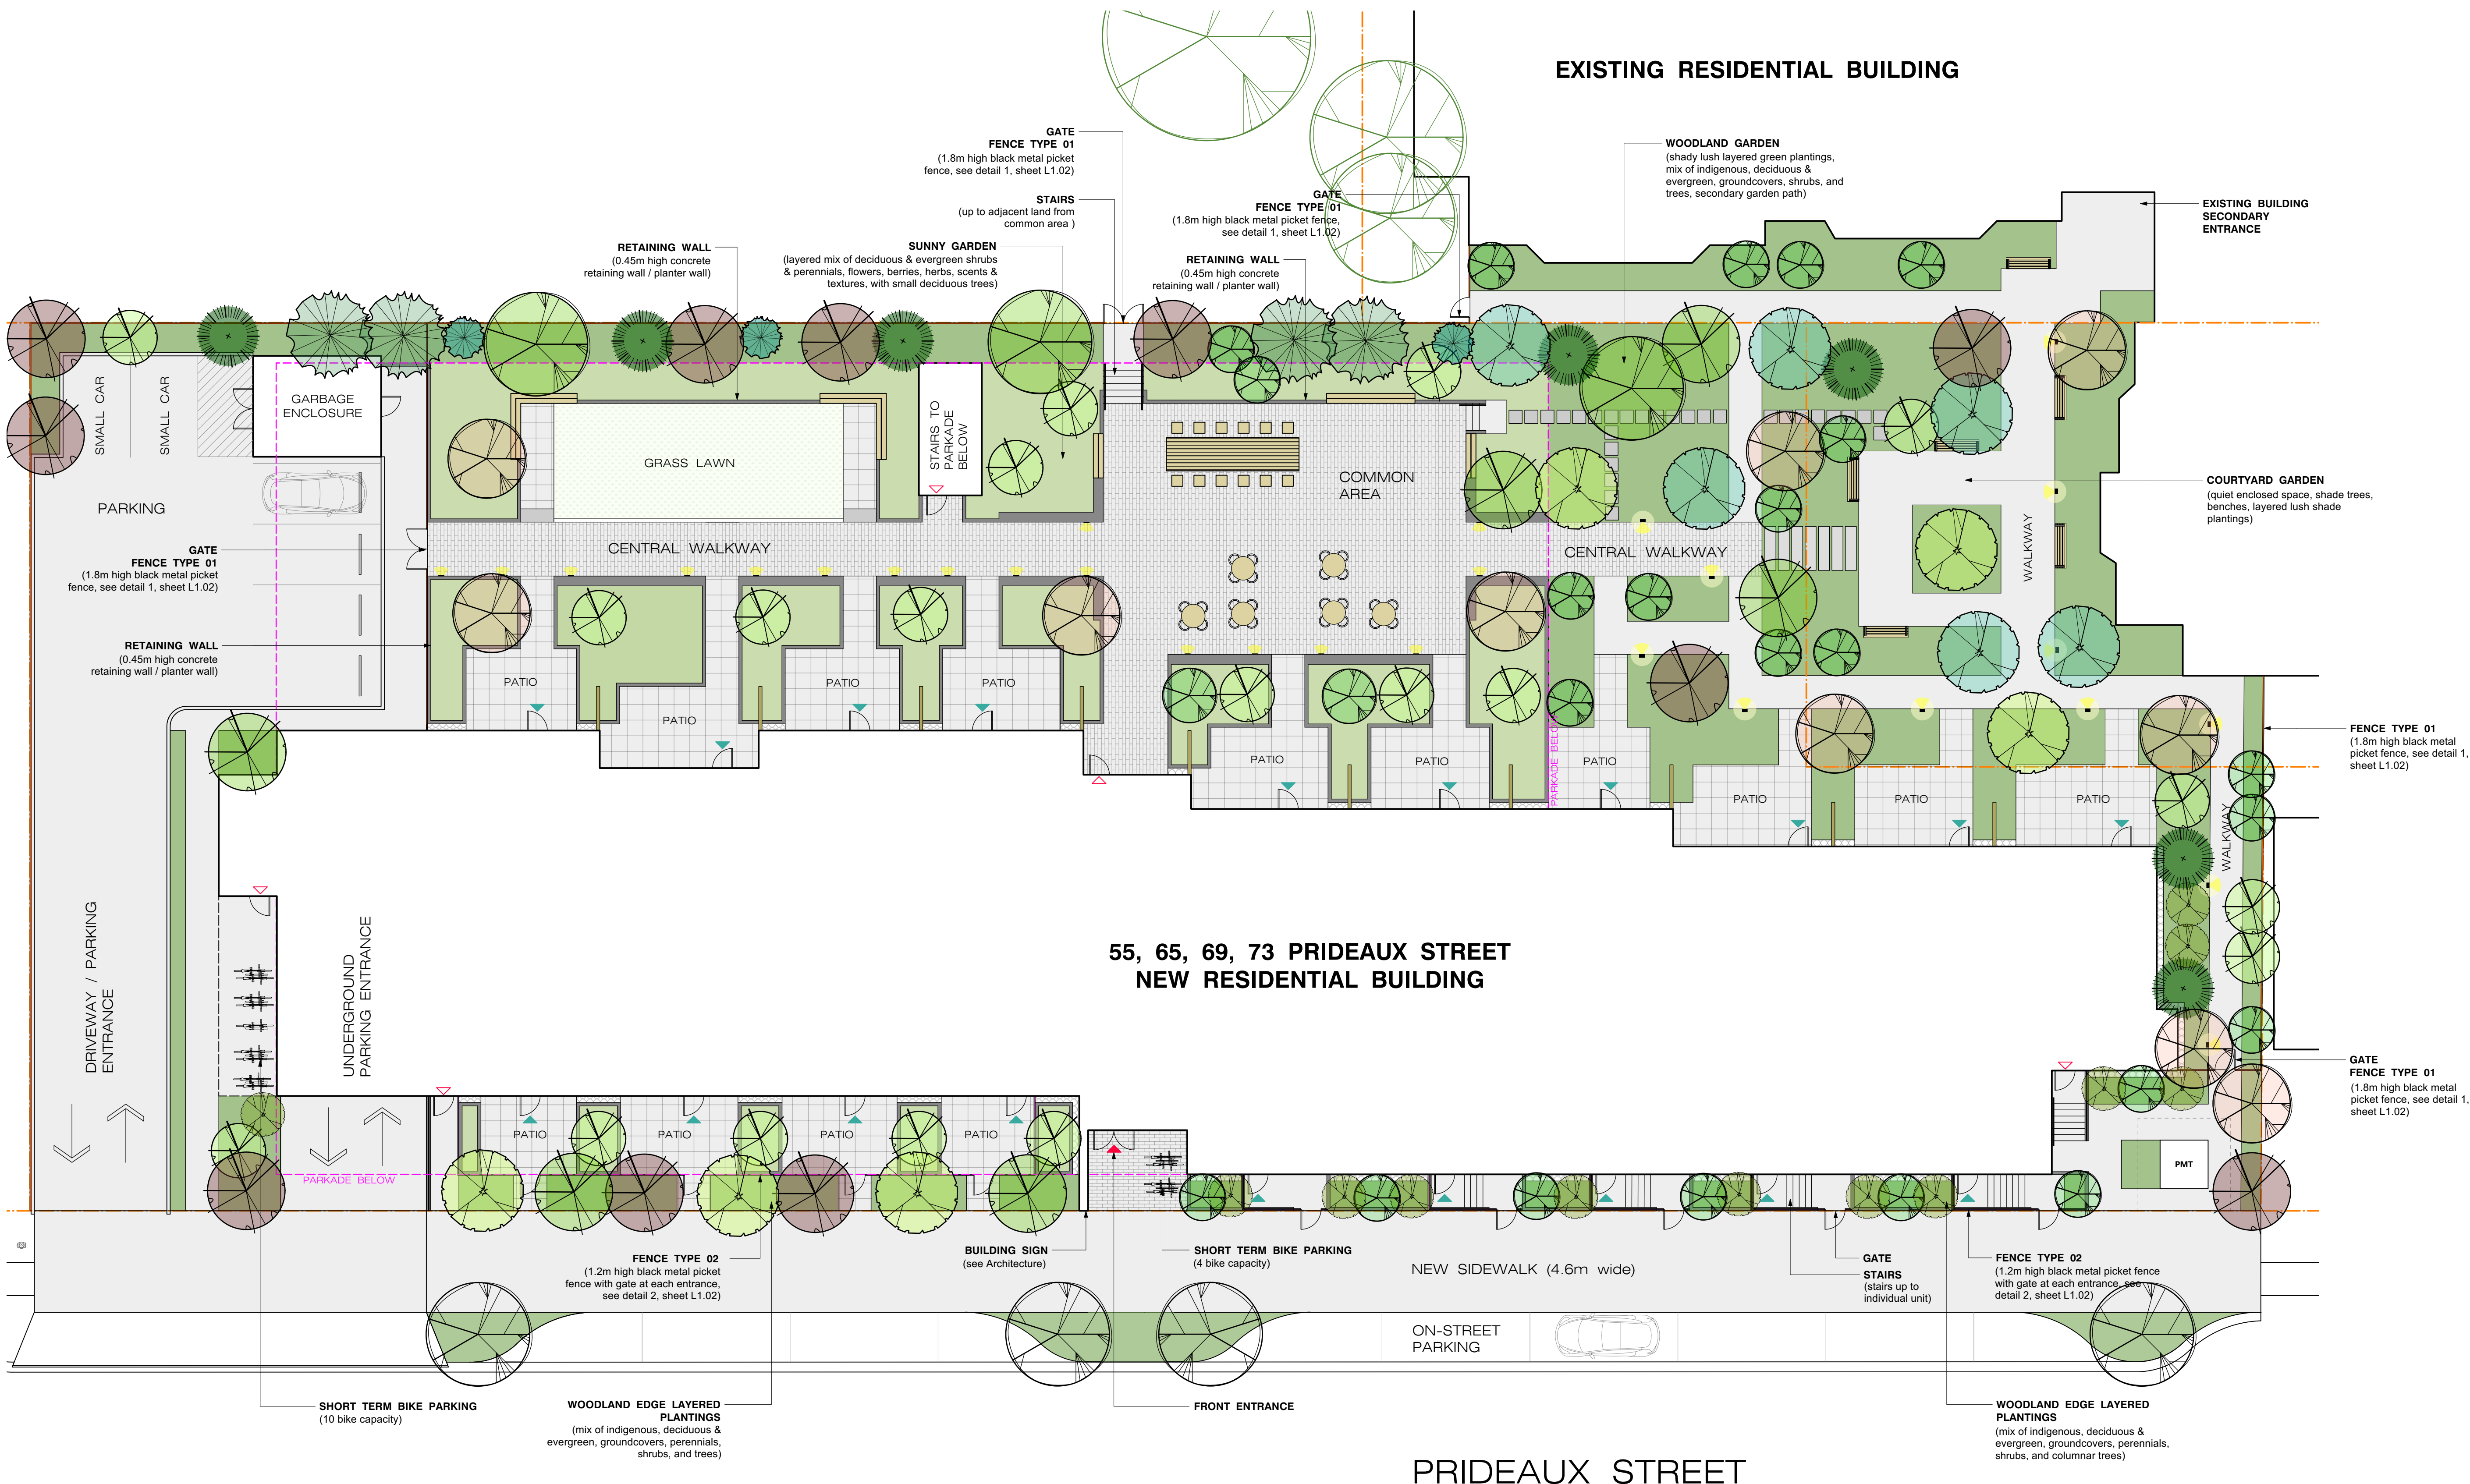 EXISTING RESIDENTIAL BUILDING
GATE
FENCE TYPE 01
(1.8m high black metal picket
fence, see detail 1, sheet L1.02)
STAIRS
(up to adjacent land from
common area )
GATE
FENCE TYPE 01
(1.8m high black metal picket fence,
see detail 1, sheet L1.02)
WOODLAND GARDEN
(shady lush layered green plantings,
mix of indigenous, deciduous &
evergreen, groundcovers, shrubs, and
trees, secondary garden path)
EXISTING BUILDING
SECONDARY
ENTRANCE
RETAINING WALL
(0.45m high concrete
retaining wall / planter wall)
SUNNY GARDEN
(layered mix of deciduous & evergreen shrubs
& perennials, flowers, berries, herbs, scents &
textures, with small deciduous trees)
RETAINING WALL
(0.45m high concrete
retaining wall / planter wall)
SMALL CAR
SMALL CAR
GARBAGE
ENCLOSURE
GRASS LAWN
STAIRS TO
PARKADE
BELOW
COMMON
AREA
PARKING
COURTYARD GARDEN
(quiet enclosed space, shade trees,
benches, layered lush shade
plantings)
WALKWAY
GATE
FENCE TYPE 01
(1.8m high black metal picket
fence, see detail 1, sheet L1.02)
CENTRAL WALKWAY
CENTRAL WALKWAY
RETAINING WALL
(0.45m high concrete
retaining wall / planter wall)
PATIO
PATIO
PATIO
PATIO
PATIO
PATIO
PARKADE BELOW
PATIO
PATIO
PATIO
PATIO
FENCE TYPE 01
(1.8m high black metal
picket fence, see detail 1,
sheet L1.02)
WALKWAY
DRIVEWAY / PARKING
ENTRANCE
UNDERGROUND
PARKING ENTRANCE
55, 65, 69, 73 PRIDEAUX STREET
NEW RESIDENTIAL BUILDING
GATE
FENCE TYPE 01
(1.8m high black metal
picket fence, see detail 1,
sheet L1.02)
PATIO
PATIO
PATIO
PATIO
PARKADE BELOW
PMT
FENCE TYPE 02
(1.2m high black metal picket
fence with gate at each entrance,
see detail 2, sheet L1.02)
BUILDING SIGN
(see Architecture)
SHORT TERM BIKE PARKING
(4 bike capacity)
NEW SIDEWALK (4.6m wide)
GATE
STAIRS
(stairs up to
individual unit)
FENCE TYPE 02
(1.2m high black metal picket fence
with gate at each entrance, see
detail 2, sheet L1.02)
ON-STREET
PARKING
SHORT TERM BIKE PARKING
(10 bike capacity)
WOODLAND EDGE LAYERED
PLANTINGS
(mix of indigenous, deciduous &
evergreen, groundcovers, perennials,
shrubs, and trees)
FRONT ENTRANCE
WOODLAND EDGE LAYERED
PLANTINGS
(mix of indigenous, deciduous &
evergreen, groundcovers, perennials,
shrubs, and columnar trees)
PRIDEAUX STREET